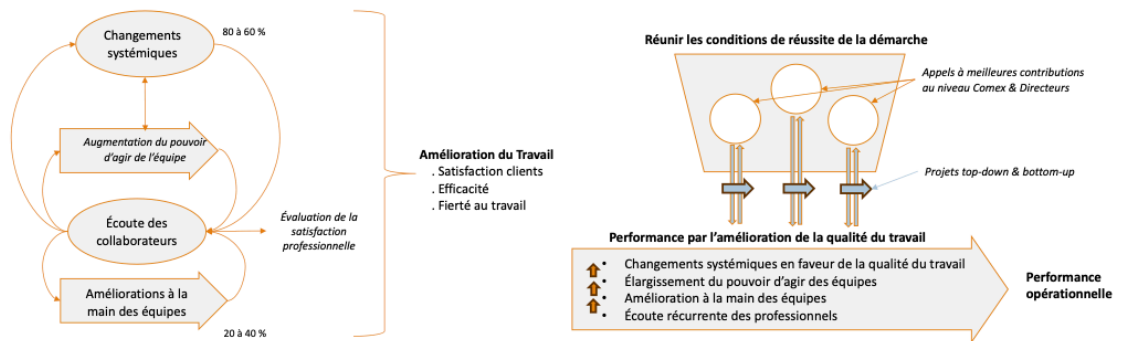 Changements
systémiques
80 à 60 %
Augmentation du pouvoir
d'agir de l'équipe
Écoute des
collaborateurs
Évaluation de la
satisfaction
professionnelle
Améliorations à la
main des équipes
20 à 40 %
Amélioration du Travail
. Satisfaction clients
. Efficacité
. Fierté au travail
Réunir les conditions de réussite de la démarche
Appels à meilleures contributions
au niveau Comex & Directeurs
Projets top-down & bottom-up
Performance par l'amélioration de la qualité du travail
• Changements systémiques en faveur de la qualité du travail
• Élargissement du pouvoir d'agir des équipes
• Amélioration à la main des équipes
• Écoute récurrente des professionnels
Performance
opérationnelle